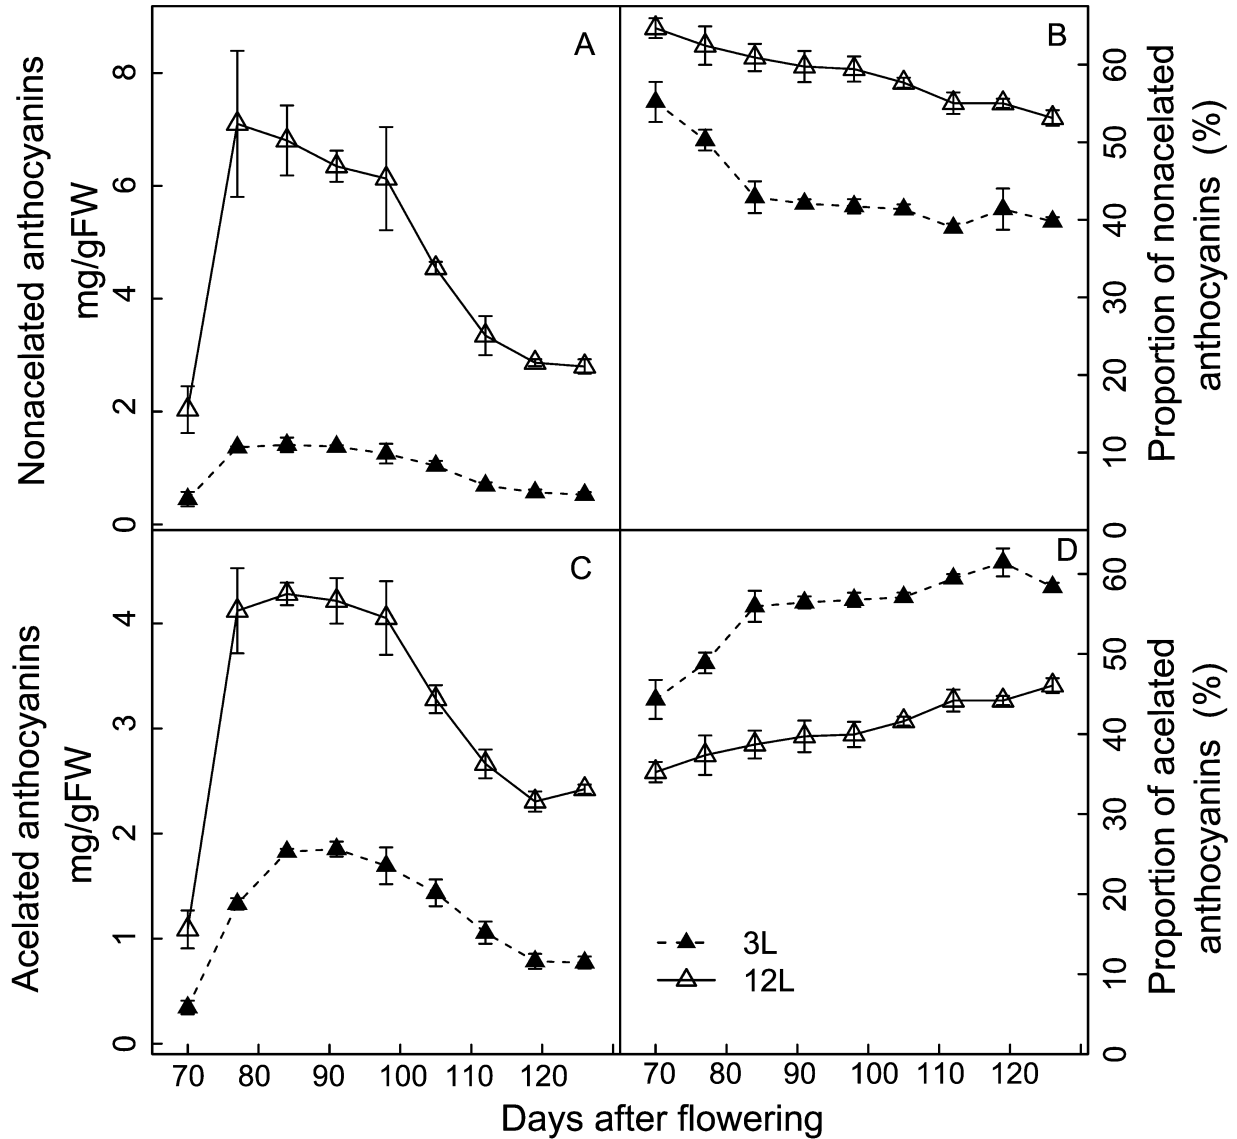 A
B
Nonacelated anthocyanins
mg/gFW
0 2 4 6 8
Proportion of nonacelated
anthocyanins (%)
0 10 20 30 40 50 60
C
D
Acelated anthocyanins
mg/gFW
0 1 2 3 4
Proportion of acelated
anthocyanins (%)
0 10 20 30 40 50 60
3L
12L
70 80 90 100 110 120
70 80 90 100 110 120
Days after flowering